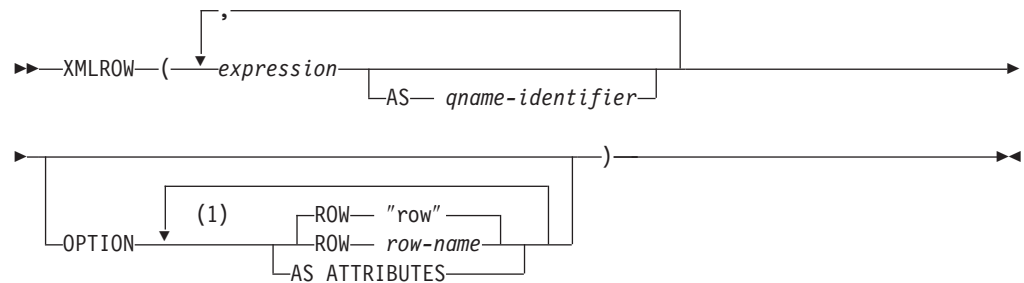 ,
XMLROW ( expression
AS qname-identifier
)
(1) ROW "row"
OPTION ROW row-name
AS ATTRIBUTES